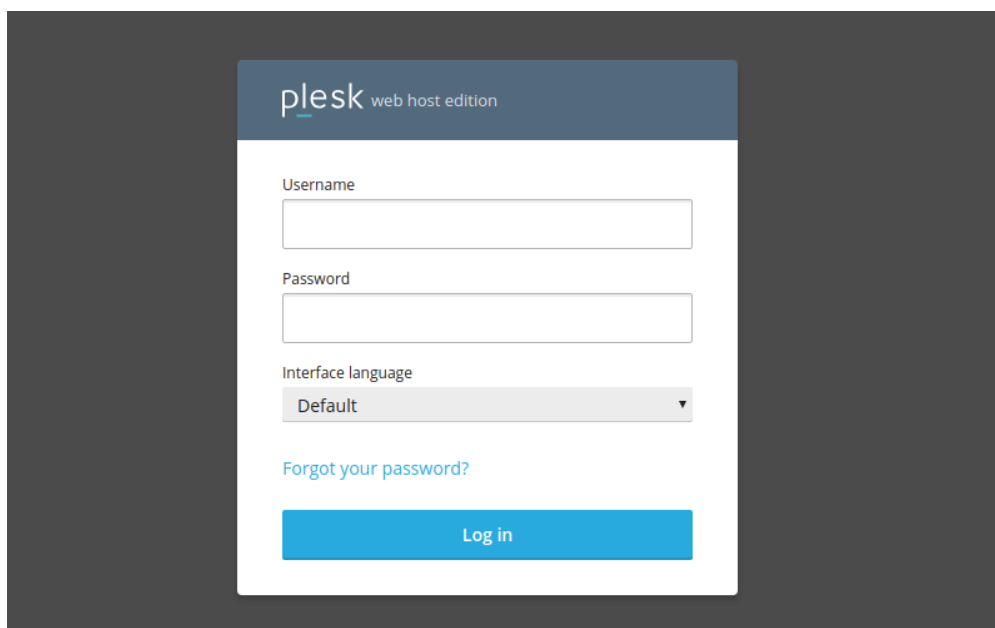 plesk web host edition
Username
Password
Interface language
Default
Forgot your password?
Log in